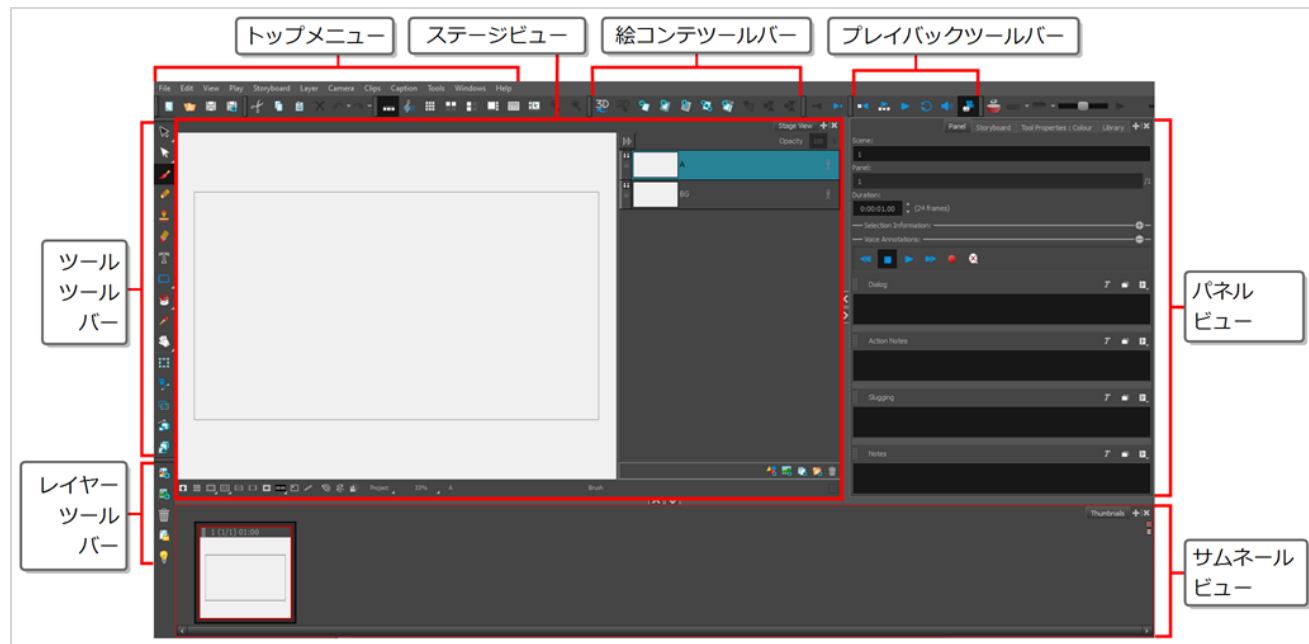 トップメニュー
ステージビュー
絵コンテツールバー
プレイバックツールバー
File Edit View Play Storyboard Layer Camera Clips Caption Tools Windows Help
3D
Stage View
Opacity 100
A
BG
Panel Storyboard Tool Properties : Colour Library
Scene:
1
Panel:
1 /1
Duration:
0:00:01.00 (24 frames)
Selection Information:
Voice Annotations:
Dialog
Action Notes
Slugging
Notes
ツール
ツール
バー
パネル
ビュー
Project 33% A Brush
レイヤー
ツール
バー
Thumbnails
1 (1/1) 01:00
サムネール
ビュー